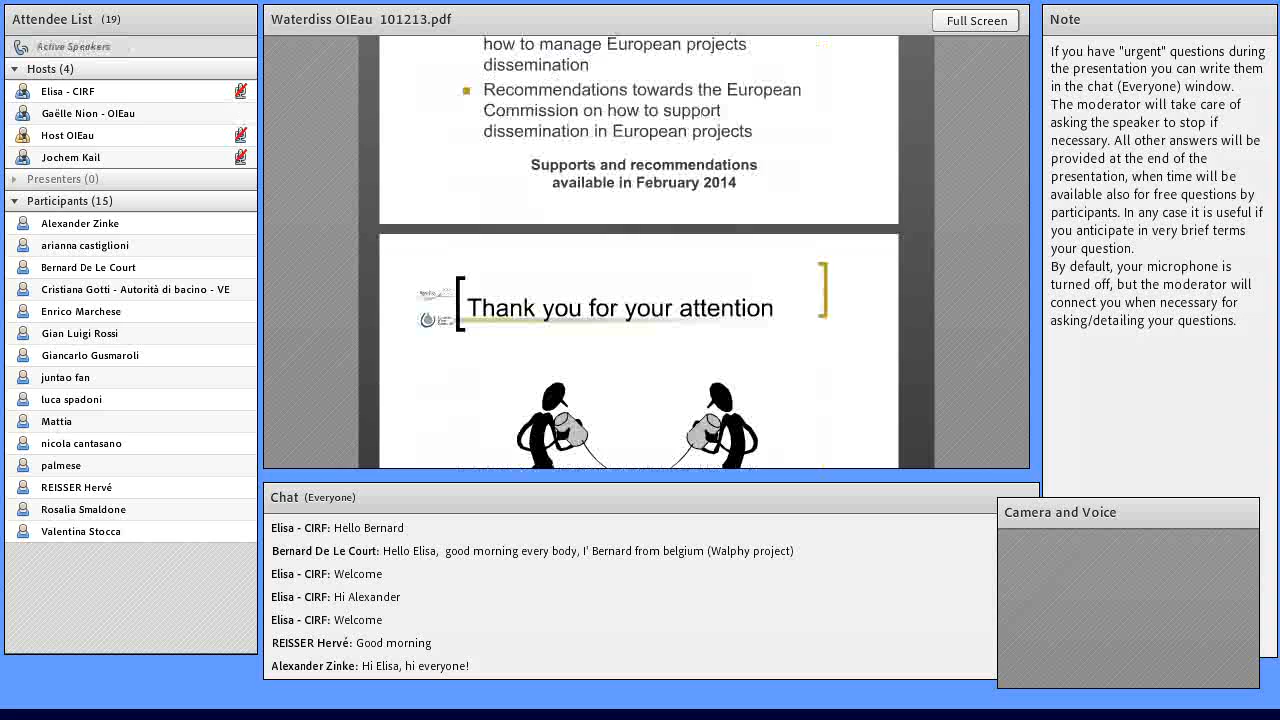 Attendee List (19)
Active Speakers
Hosts (4)
Elisa - CIRF
Gaëlle Nion - OIEau
Host OIEau
Jochem Kail
Presenters (0)
Participants (15)
Alexander Zinke
arianna castiglioni
Bernard De Le Court
Cristiana Gotti - Autorità di bacino - VE
Enrico Marchese
Gian Luigi Rossi
Giancarlo Gusmaroli
juntao fan
luca spadoni
Mattia
nicola cantasano
palmese
REISSER Hervé
Rosalia Smaldone
Valentina Stocca
Waterdiss OIEau 101213.pdf
Full Screen
how to manage European projects
dissemination
Recommendations towards the European
Commission on how to support
dissemination in European projects
Supports and recommendations
available in February 2014
Thank you for your attention
Chat (Everyone)
Elisa - CIRF: Hello Bernard
Bernard De Le Court: Hello Elisa, good morning every body, I' Bernard from belgium (Walphy project)
Elisa - CIRF: Welcome
Elisa - CIRF: Hi Alexander
Elisa - CIRF: Welcome
REISSER Hervé: Good morning
Alexander Zinke: Hi Elisa, hi everyone!
Note
If you have "urgent" questions during
the presentation you can write them
in the chat (Everyone) window.
The moderator will take care of
asking the speaker to stop if
necessary. All other answers will be
provided at the end of the
presentation, when time will be
available also for free questions by
participants. In any case it is useful if
you anticipate in very brief terms
your question.
By default, your microphone is
turned off, but the moderator will
connect you when necessary for
asking/detailing your questions.
Camera and Voice